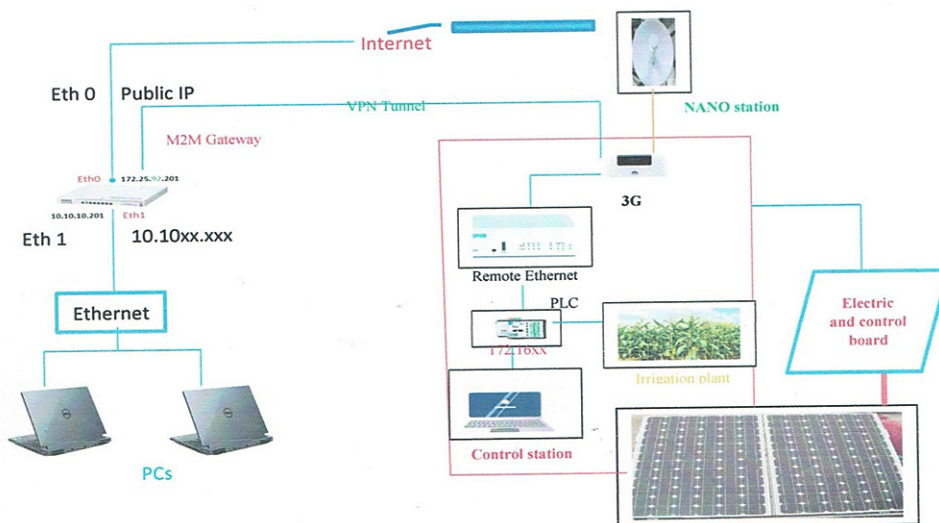 Internet
Eth 0 Public IP
VPN Tunnel
NANO station
M2M Gateway
Eth0 172.25.92.201
3G
10.10.10.201 Eth1
Eth 1 10.10xx.xxx
Remote Ethernet
PLC
Ethernet
172.16xx
Electric
and control
board
Irrigation plant
Control station
PCs